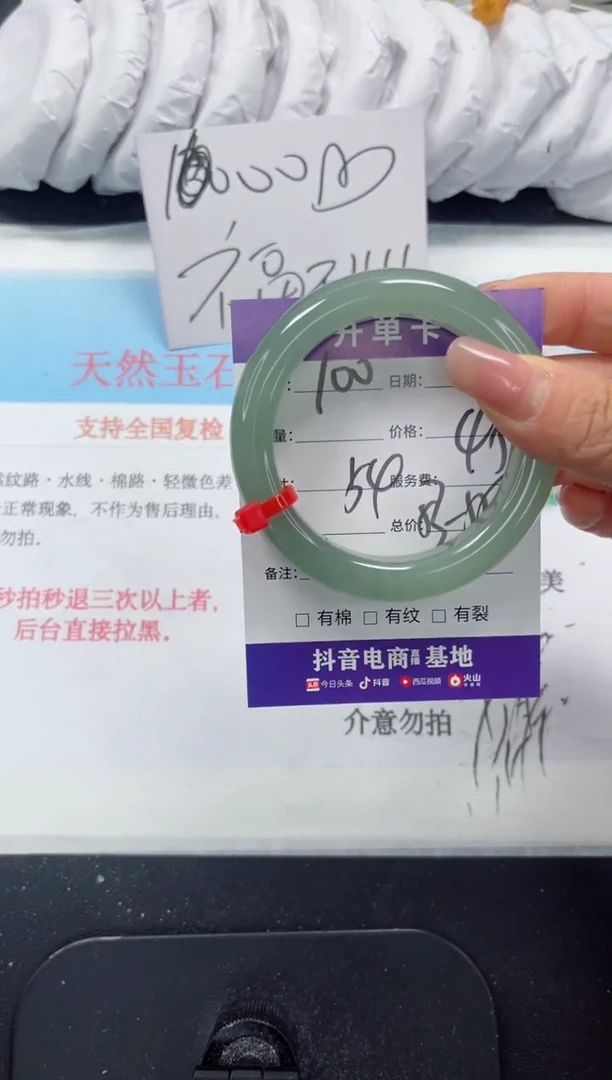 天然玉石
支持全国复检
纹路·水线·棉路·轻微色差
正常现象，不作为售后理由，
勿拍。
秒拍秒退三次以上者，
后台直接拉黑。
福
开单卡
100 日期：
量： 价格：
54 服务费：
总价
备注：
□ 有棉 □ 有纹 □ 有裂
抖音电商直播基地
头条 今日头条 抖音 西瓜视频 火山
美
介意勿拍